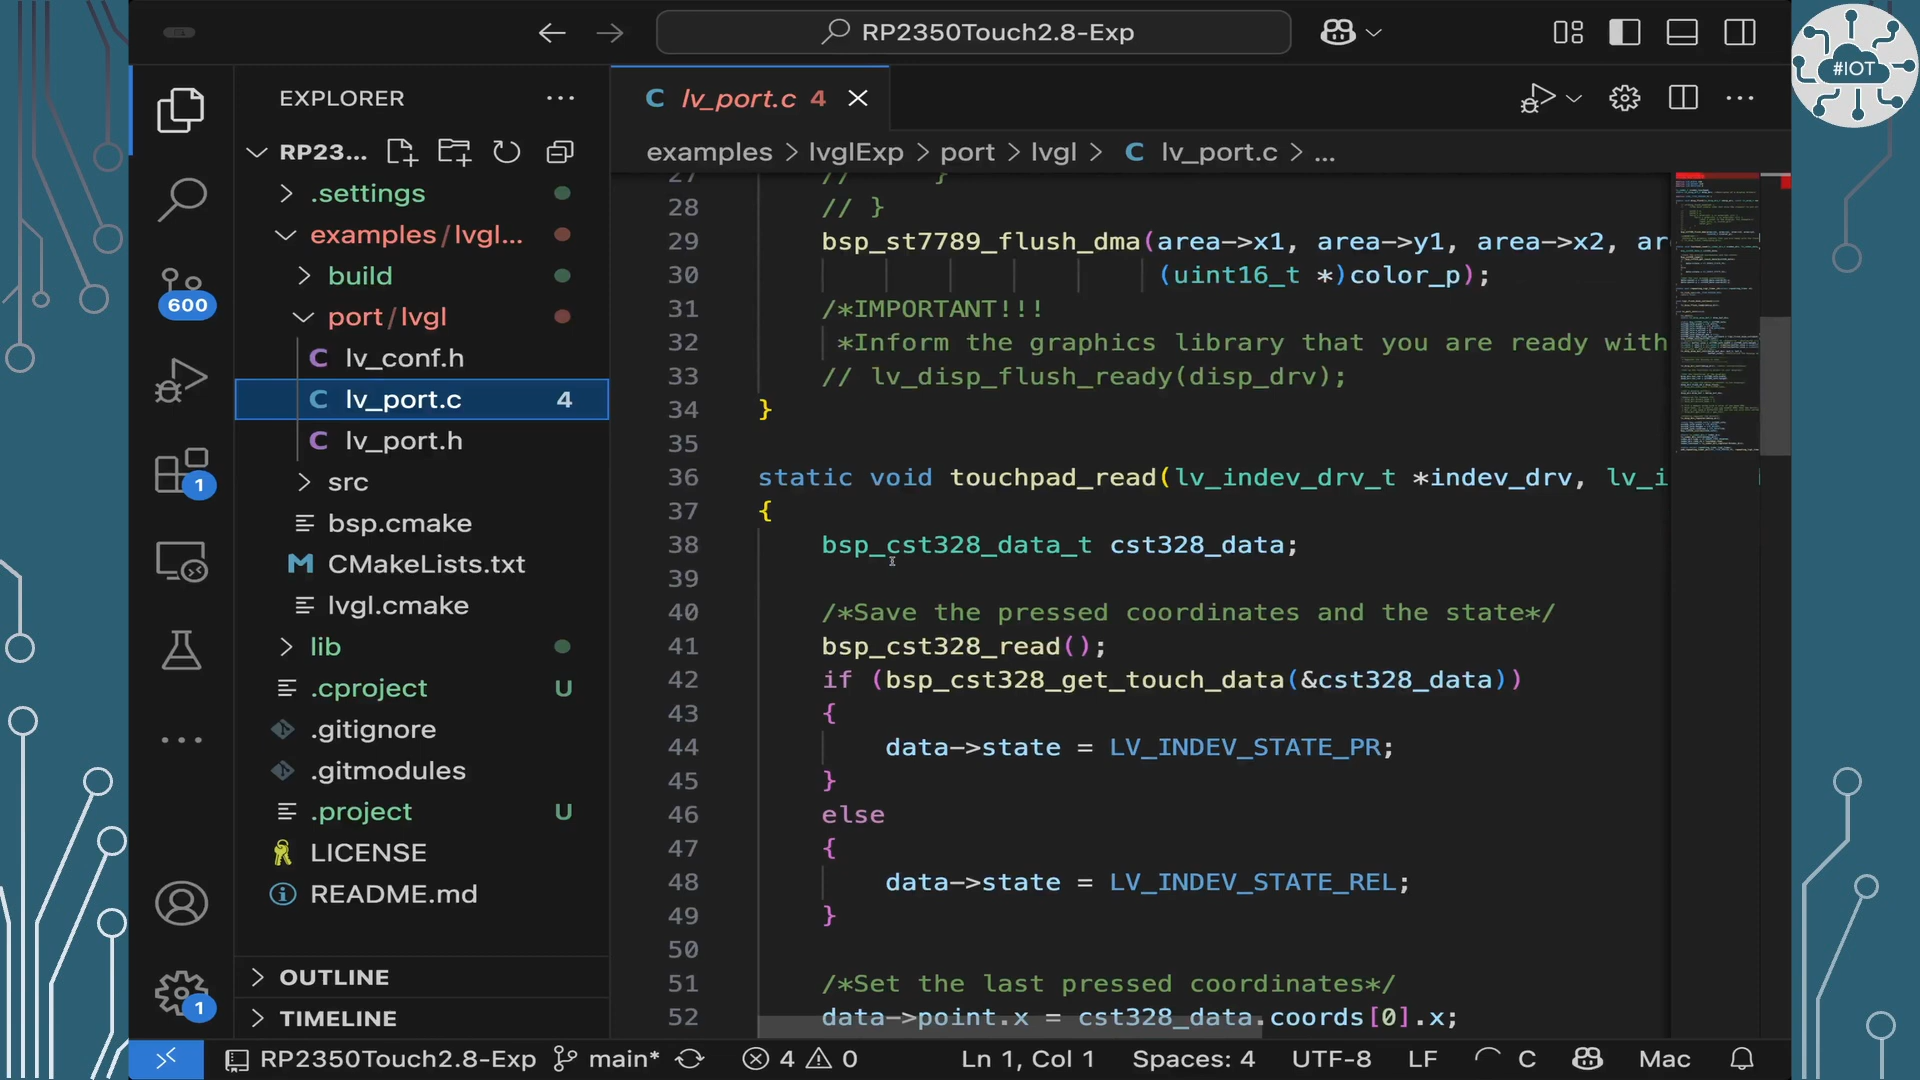 RP2350Touch2.8-Exp
#IOT
EXPLORER
lv_port.c 4
RP23...
examples > lvglExp > port > lvgl > C lv_port.c > ...
.settings
examples/lvgl...
build
port/lvgl
C lv_conf.h
C lv_port.c 4
C lv_port.h
src
bsp.cmake
M CMakeLists.txt
lvgl.cmake
lib
.cproject U
.gitignore
.gitmodules
.project U
LICENSE
README.md
OUTLINE
TIMELINE
600
1
1
27 // }
28 // }
29 bsp_st7789_flush_dma(area->x1, area->y1, area->x2, ar
30 (uint16_t *)color_p);
31 /*IMPORTANT!!!
32 *Inform the graphics library that you are ready with
33 // lv_disp_flush_ready(disp_drv);
34 }
35
36 static void touchpad_read(lv_indev_drv_t *indev_drv, lv_i
37 {
38 bsp_cst328_data_t cst328_data;
39
40 /*Save the pressed coordinates and the state*/
41 bsp_cst328_read();
42 if (bsp_cst328_get_touch_data(&cst328_data))
43 {
44 data->state = LV_INDEV_STATE_PR;
45 }
46 else
47 {
48 data->state = LV_INDEV_STATE_REL;
49 }
50
51 /*Set the last pressed coordinates*/
52 data->point.x = cst328_data.coords[0].x;
RP2350Touch2.8-Exp main* 4 0 Ln 1, Col 1 Spaces: 4 UTF-8 LF C Mac